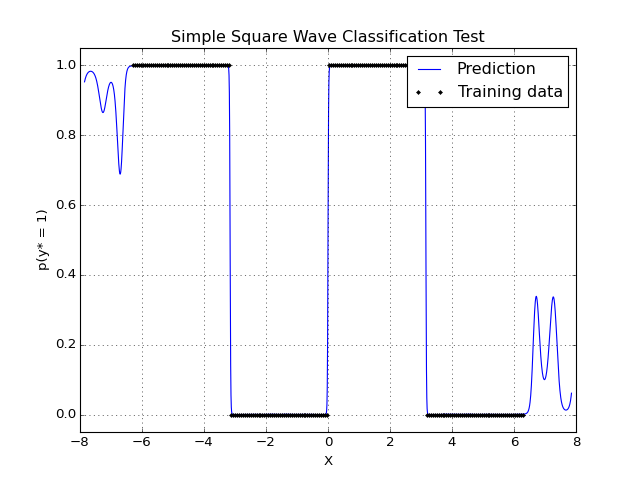 Simple Square Wave Classification Test
Prediction
Training data
p(y* = 1)
1.0
0.8
0.6
0.4
0.2
0.0
−8 −6 −4 −2 0 2 4 6 8
X